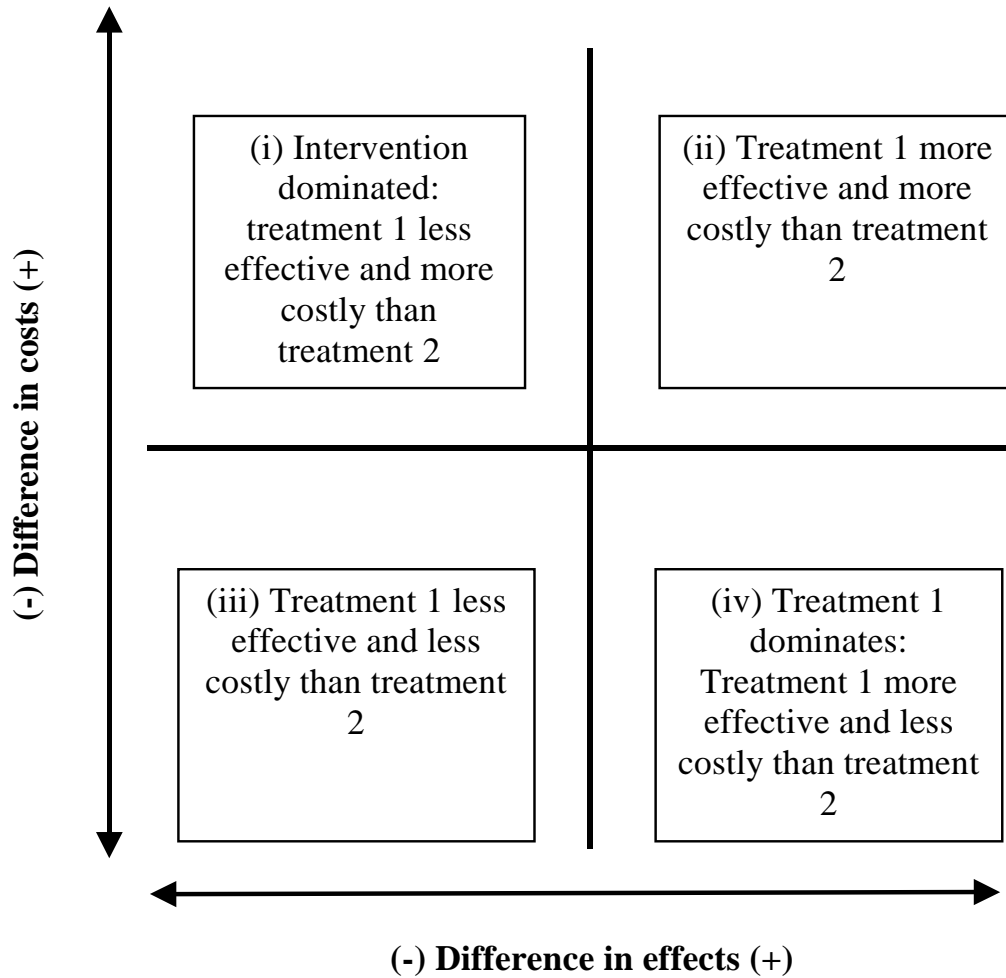 (-) Difference in costs (+)
(i) Intervention
dominated:
treatment 1 less
effective and more
costly than
treatment 2
(ii) Treatment 1 more
effective and more
costly than treatment
2
(iii) Treatment 1 less
effective and less
costly than treatment
2
(iv) Treatment 1
dominates:
Treatment 1 more
effective and less
costly than treatment
2
(-) Difference in effects (+)